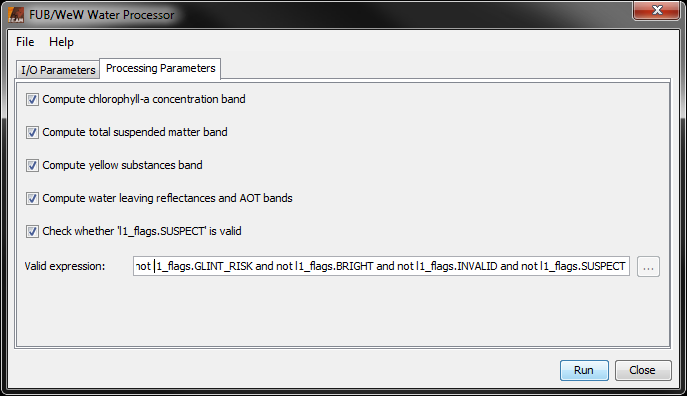 BEAM
FUB/WeW Water Processor
File Help
I/O Parameters Processing Parameters
Compute chlorophyll-a concentration band
Compute total suspended matter band
Compute yellow substances band
Compute water leaving reflectances and AOT bands
Check whether 'l1_flags.SUSPECT' is valid
Valid expression: not l1_flags.GLINT_RISK and not l1_flags.BRIGHT and not l1_flags.INVALID and not l1_flags.SUSPECT ...
Run Close